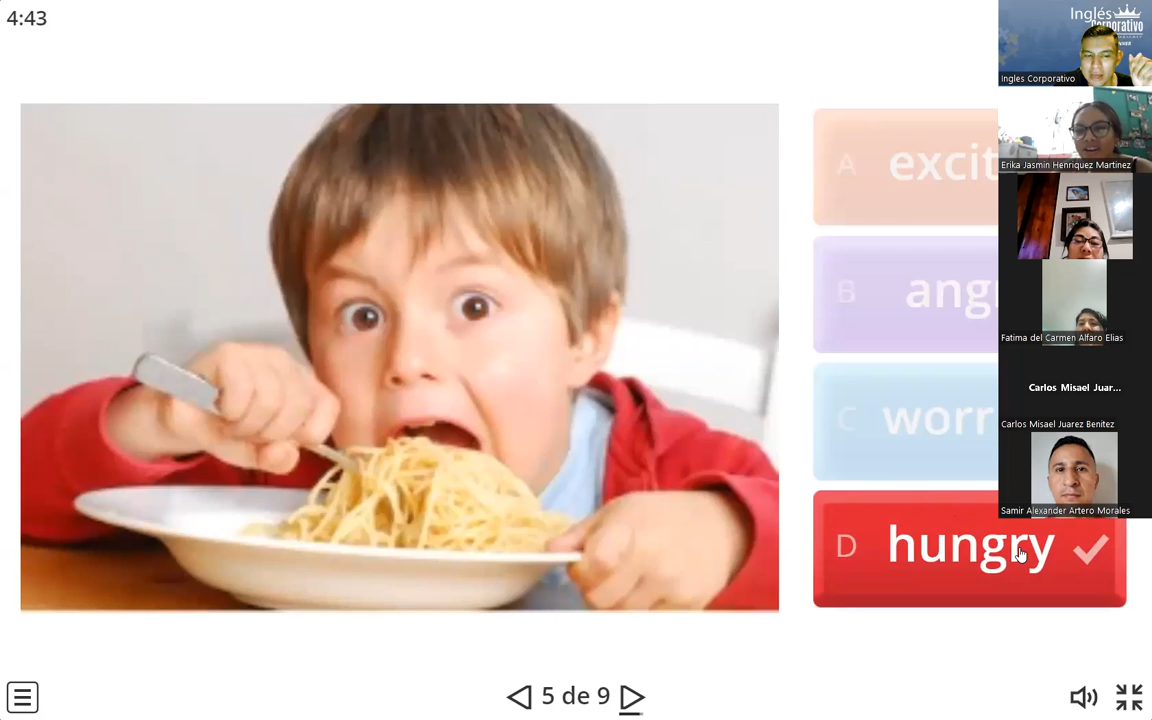 4:43
A excit
B ang
C worr
D hungry
5 de 9
Inglés
Corporativo
Ingles Corporativo
Erika Jasmin Henriquez Martinez
Fatima del Carmen Alfaro Elias
Carlos Misael Juar...
Carlos Misael Juarez Benitez
Samir Alexander Artero Morales